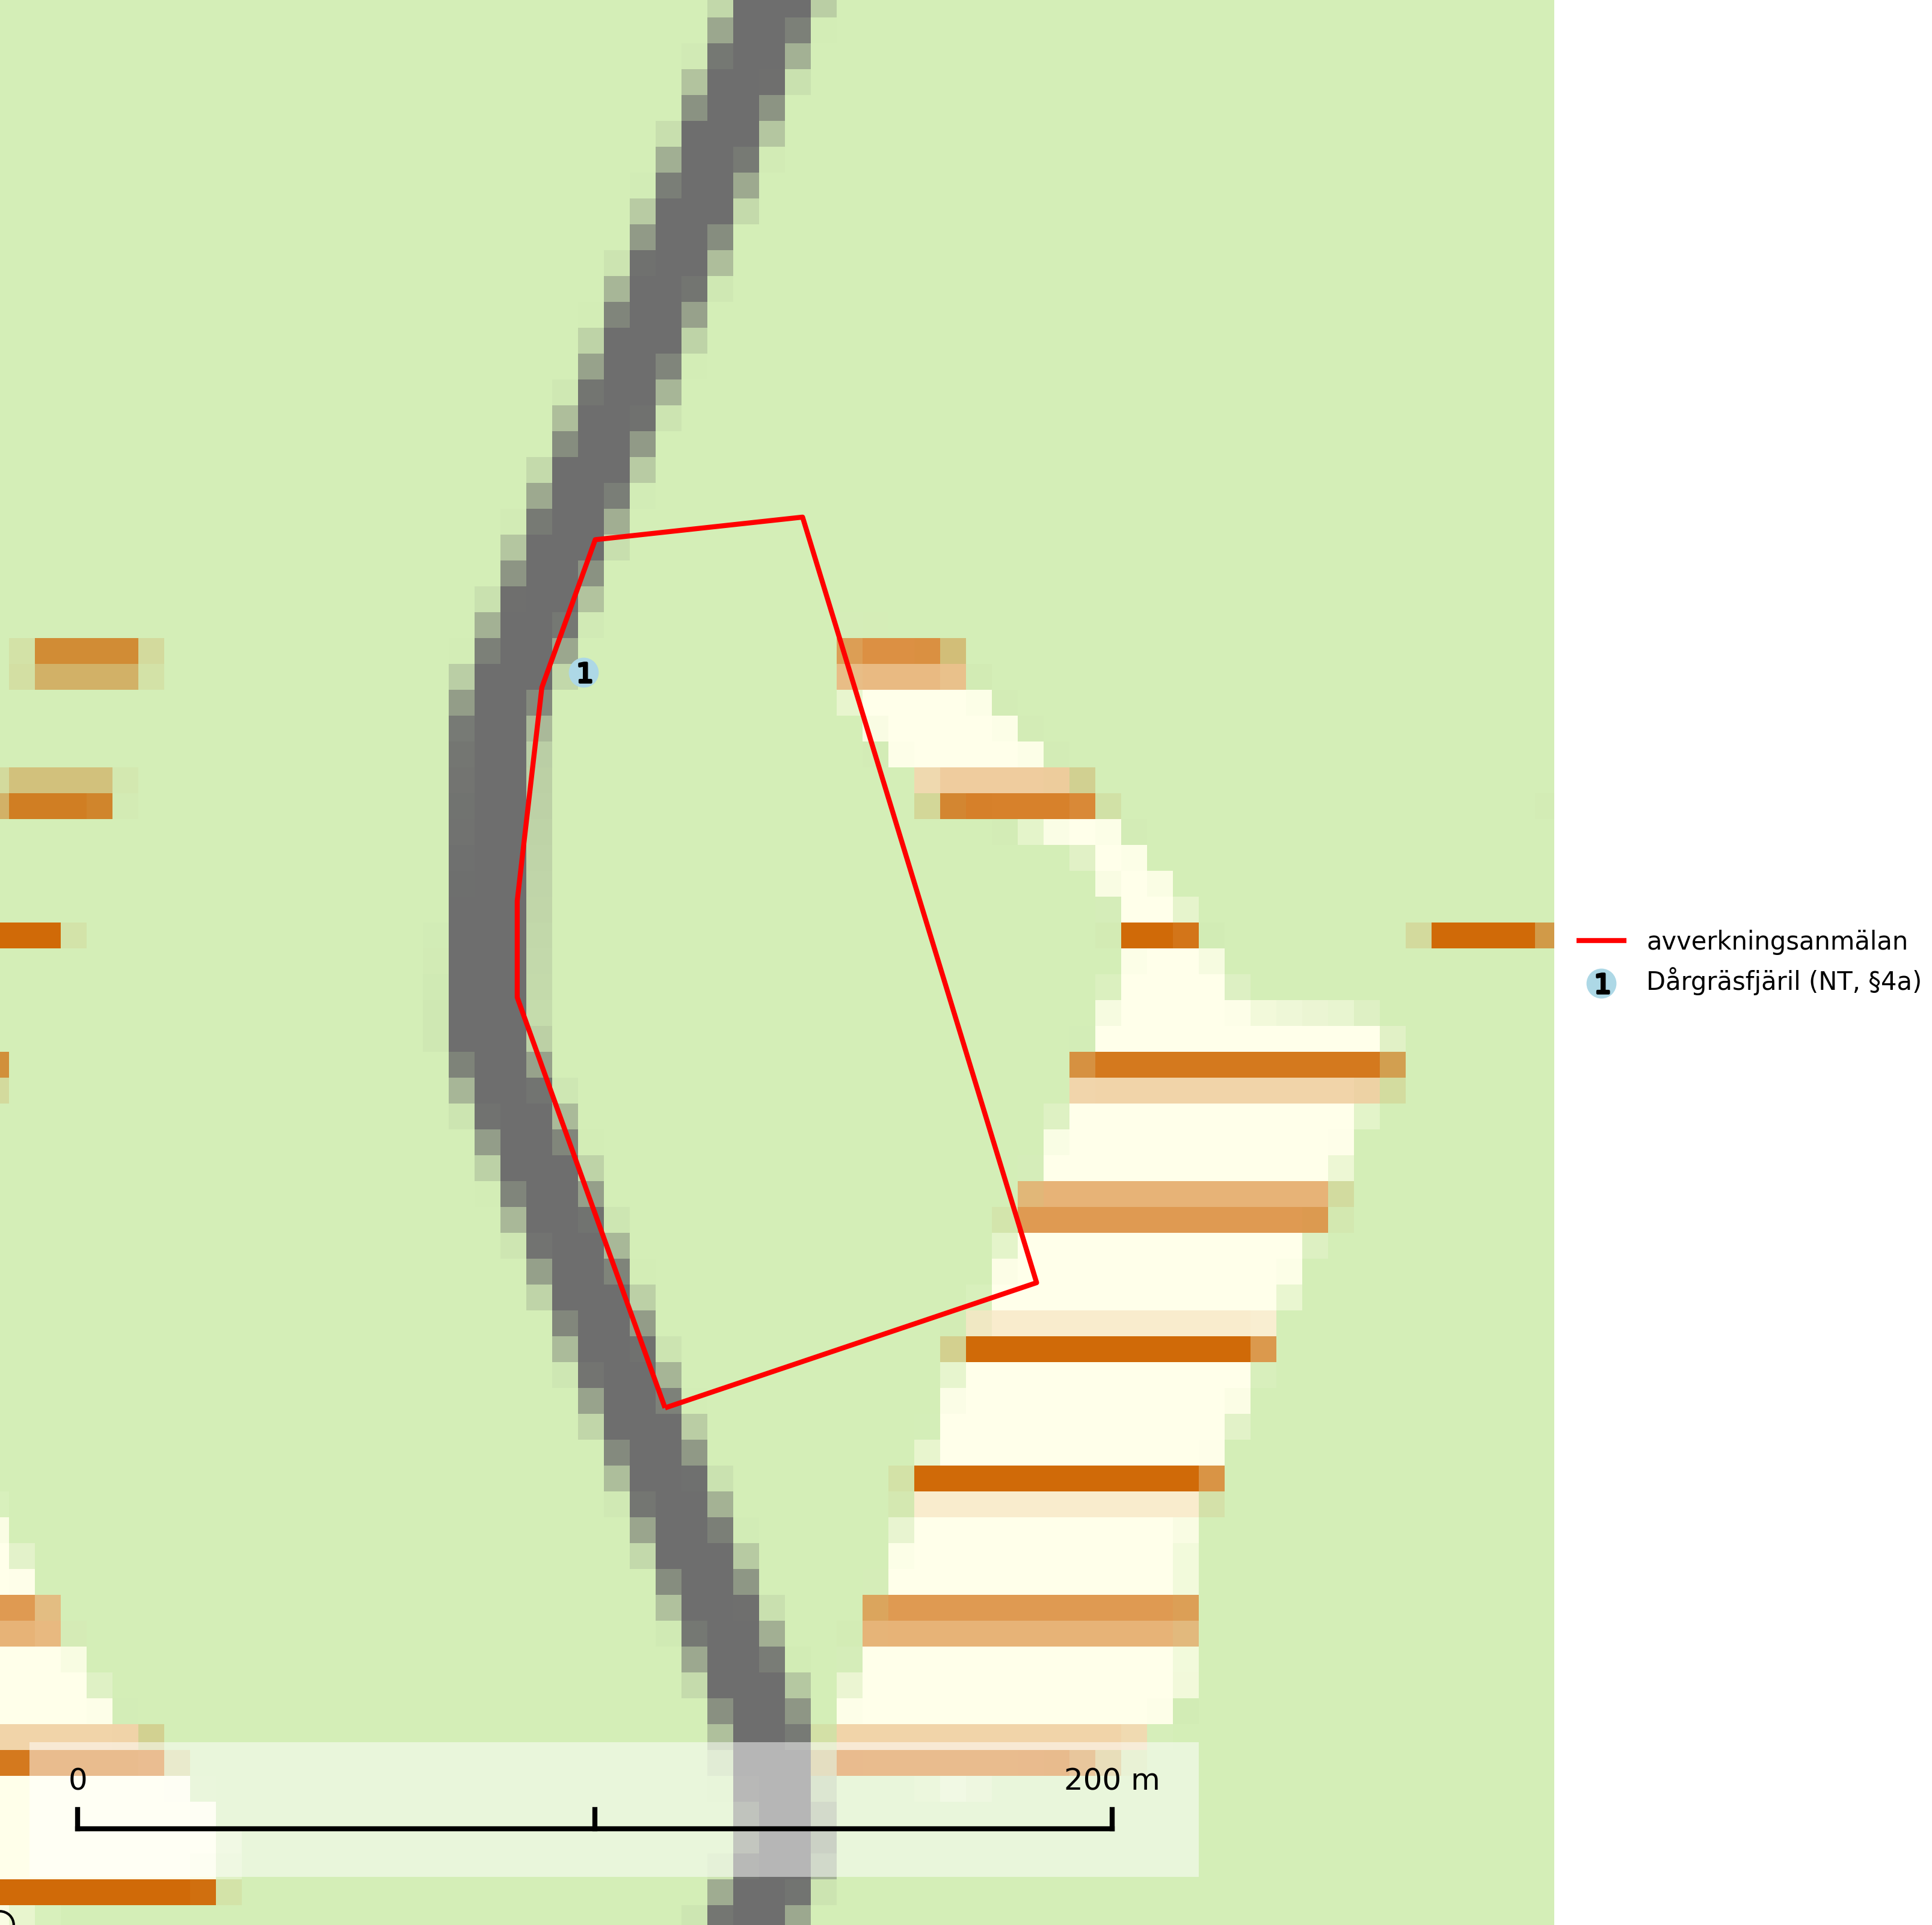 1
avverkningsanmälan
1 Dårgräsfjäril (NT, §4a)
0 200 m